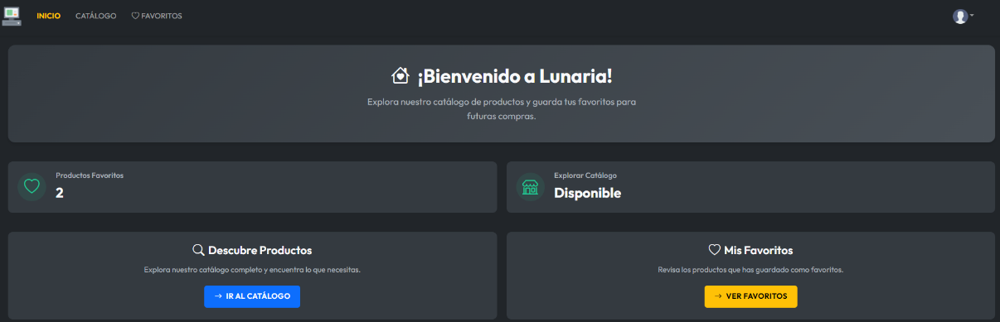 INICIO CATÁLOGO FAVORITOS
¡Bienvenido a Lunaria!
Explora nuestro catálogo de productos y guarda tus favoritos para
futuras compras.
Productos Favoritos
2
Explorar Catálogo
Disponible
Descubre Productos
Explora nuestro catálogo completo y encuentra lo que necesitas.
IR AL CATÁLOGO
Mis Favoritos
Revisa los productos que has guardado como favoritos.
VER FAVORITOS